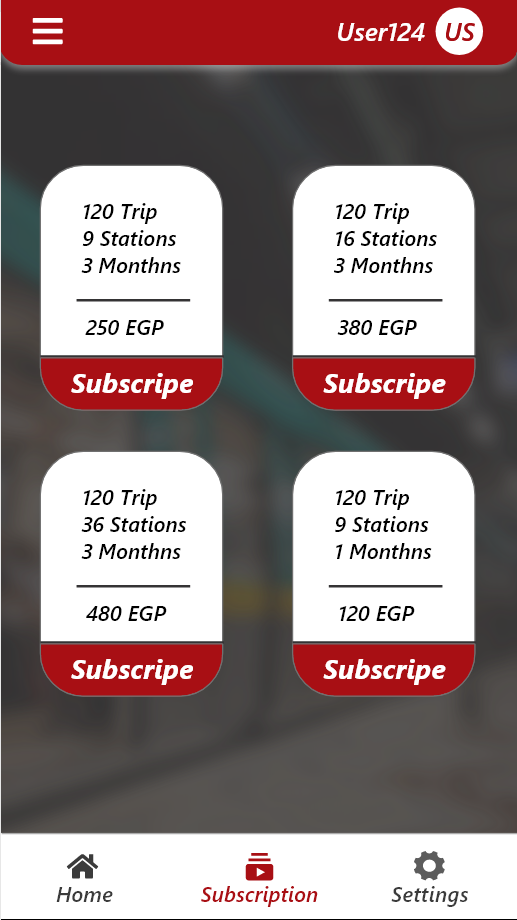 User124 US
120 Trip
9 Stations
3 Monthns
250 EGP
Subscripe
120 Trip
16 Stations
3 Monthns
380 EGP
Subscripe
120 Trip
36 Stations
3 Monthns
480 EGP
Subscripe
120 Trip
9 Stations
1 Monthns
120 EGP
Subscripe
Home
Subscription
Settings